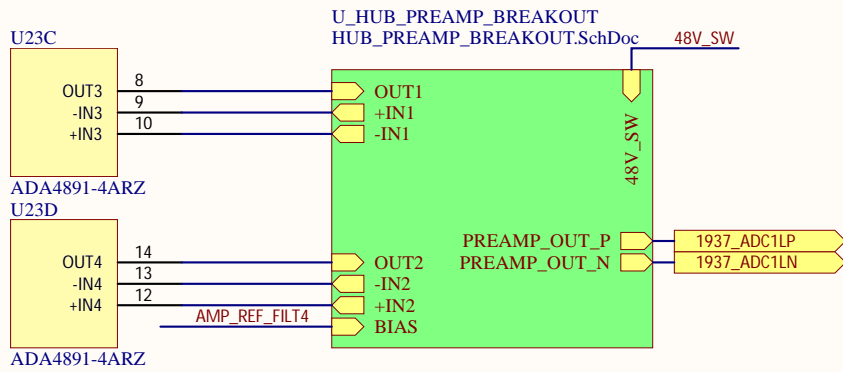 U_HUB_PREAMP_BREAKOUT
HUB_PREAMP_BREAKOUT.SchDoc
48V_SW
48V_SW
U23C
OUT3 8 OUT1
-IN3 9 +IN1
+IN3 10 -IN1
ADA4891-4ARZ
U23D
PREAMP_OUT_P 1937_ADC1LP
PREAMP_OUT_N 1937_ADC1LN
OUT4 14 OUT2
-IN4 13 -IN2
+IN4 12 +IN2
AMP_REF_FILT4 BIAS
ADA4891-4ARZ